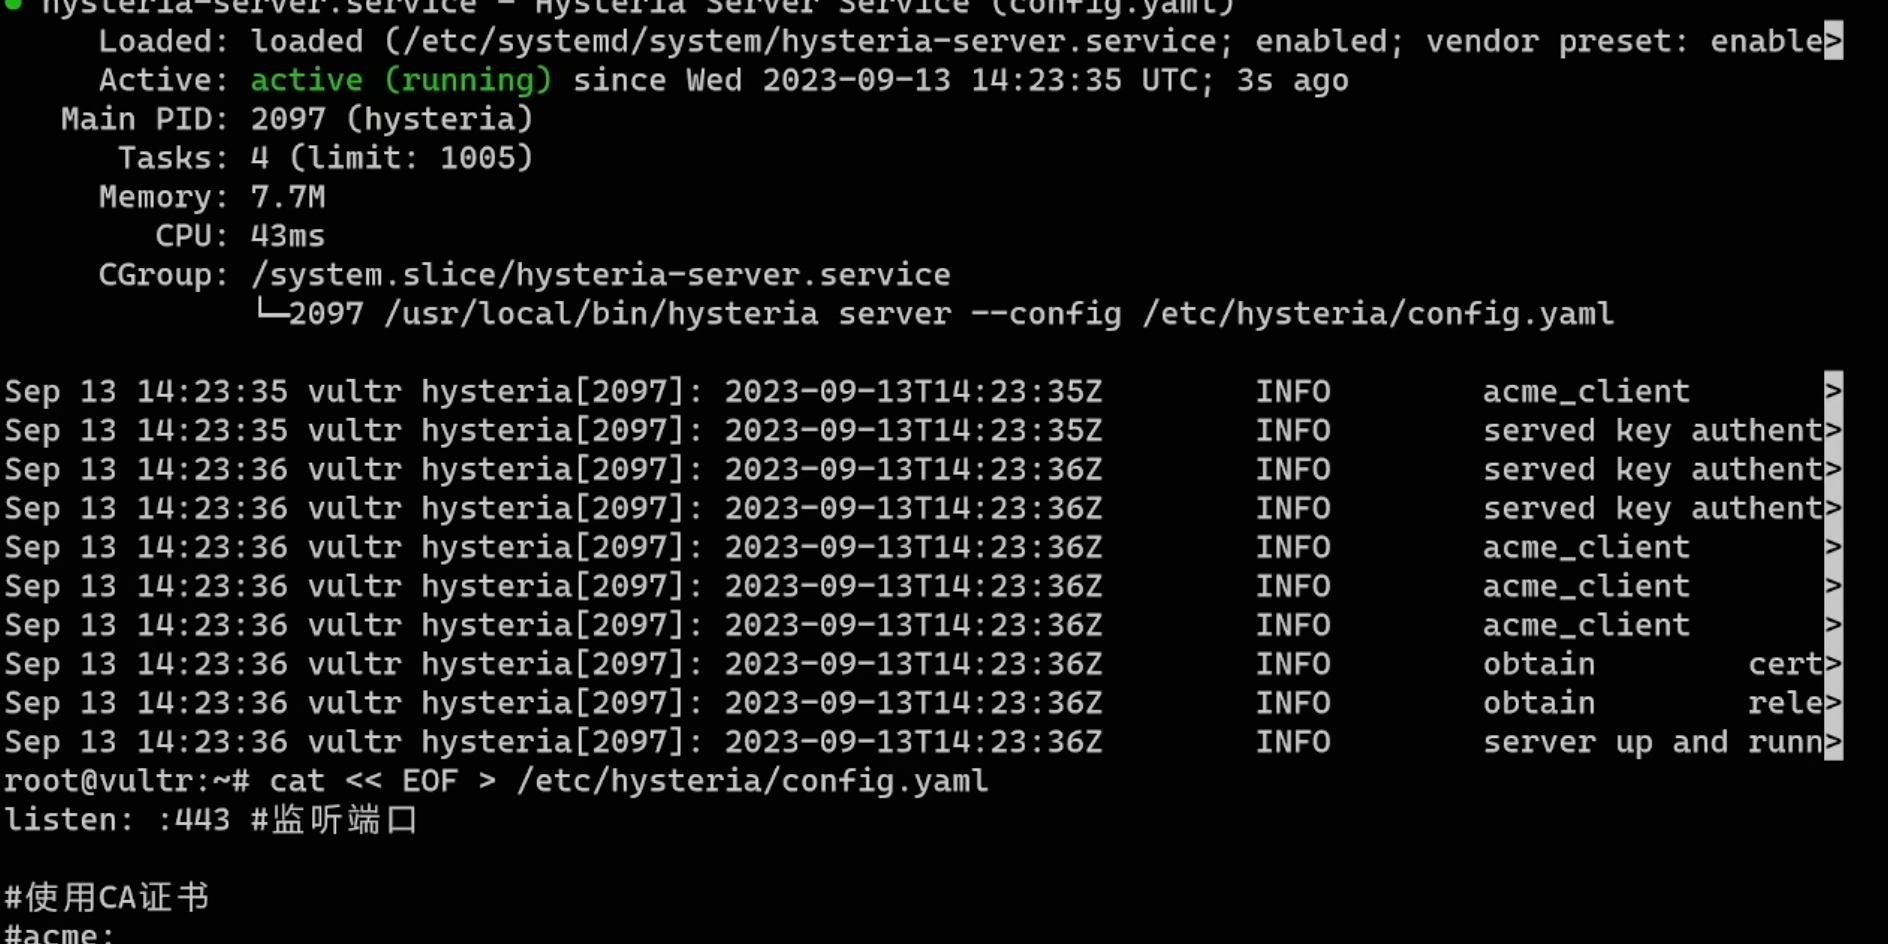 ● hysteria-server.service - Hysteria Server Service (config.yaml)
Loaded: loaded (/etc/systemd/system/hysteria-server.service; enabled; vendor preset: enable>
Active: active (running) since Wed 2023-09-13 14:23:35 UTC; 3s ago
Main PID: 2097 (hysteria)
Tasks: 4 (limit: 1005)
Memory: 7.7M
CPU: 43ms
CGroup: /system.slice/hysteria-server.service
└─2097 /usr/local/bin/hysteria server --config /etc/hysteria/config.yaml
Sep 13 14:23:35 vultr hysteria[2097]: 2023-09-13T14:23:35Z INFO acme_client >
Sep 13 14:23:35 vultr hysteria[2097]: 2023-09-13T14:23:35Z INFO served key authent>
Sep 13 14:23:36 vultr hysteria[2097]: 2023-09-13T14:23:36Z INFO served key authent>
Sep 13 14:23:36 vultr hysteria[2097]: 2023-09-13T14:23:36Z INFO served key authent>
Sep 13 14:23:36 vultr hysteria[2097]: 2023-09-13T14:23:36Z INFO acme_client >
Sep 13 14:23:36 vultr hysteria[2097]: 2023-09-13T14:23:36Z INFO acme_client >
Sep 13 14:23:36 vultr hysteria[2097]: 2023-09-13T14:23:36Z INFO acme_client >
Sep 13 14:23:36 vultr hysteria[2097]: 2023-09-13T14:23:36Z INFO obtain cert>
Sep 13 14:23:36 vultr hysteria[2097]: 2023-09-13T14:23:36Z INFO obtain rele>
Sep 13 14:23:36 vultr hysteria[2097]: 2023-09-13T14:23:36Z INFO server up and runn>
root@vultr:~# cat << EOF > /etc/hysteria/config.yaml
listen: :443 #监听端口
#使用CA证书
#acme: